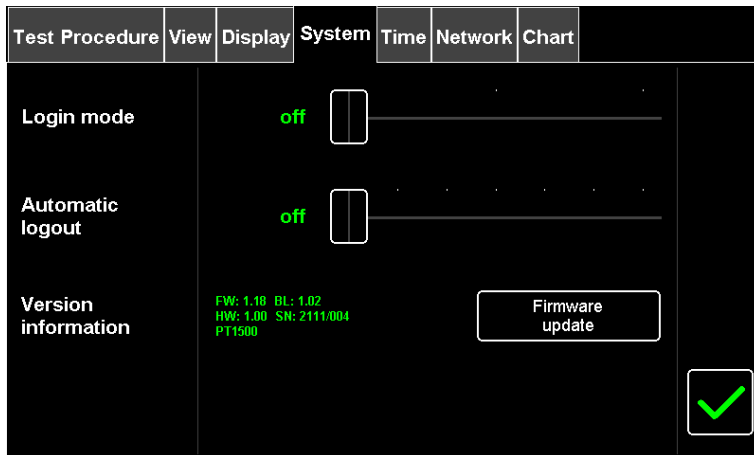 Test Procedure View Display System Time Network Chart
Login mode off
Automatic
logout
off
Version
information
FW: 1.18 BL: 1.02
HW: 1.00 SN: 2111/004
PT1500
Firmware
update